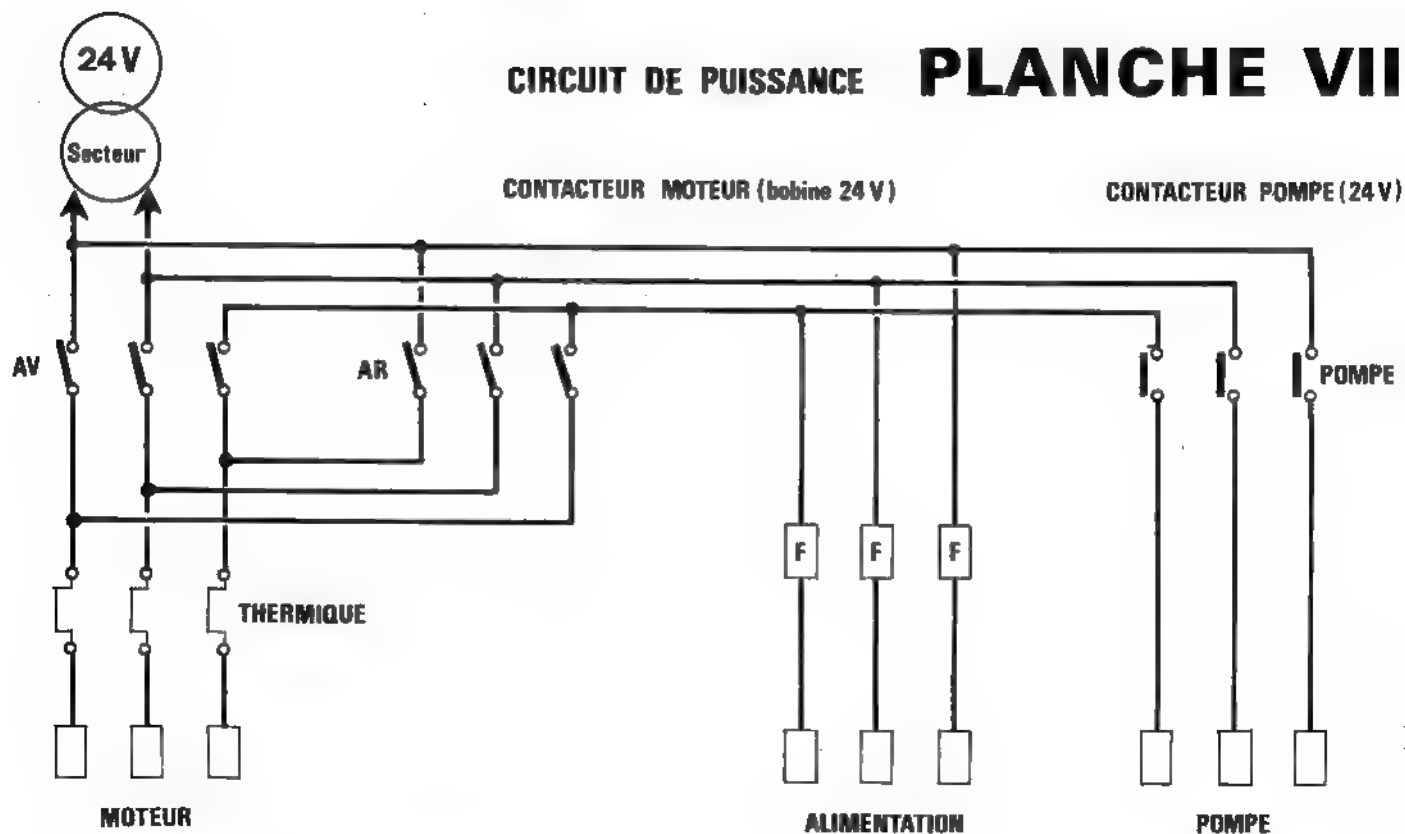 24 V
CIRCUIT DE PUISSANCE PLANCHE VII
Secteur
CONTACTEUR MOTEUR (bobine 24 V)
CONTACTEUR POMPE (24 V)
AV
AR
POMPE
F F F
THERMIQUE
MOTEUR
ALIMENTATION
POMPE